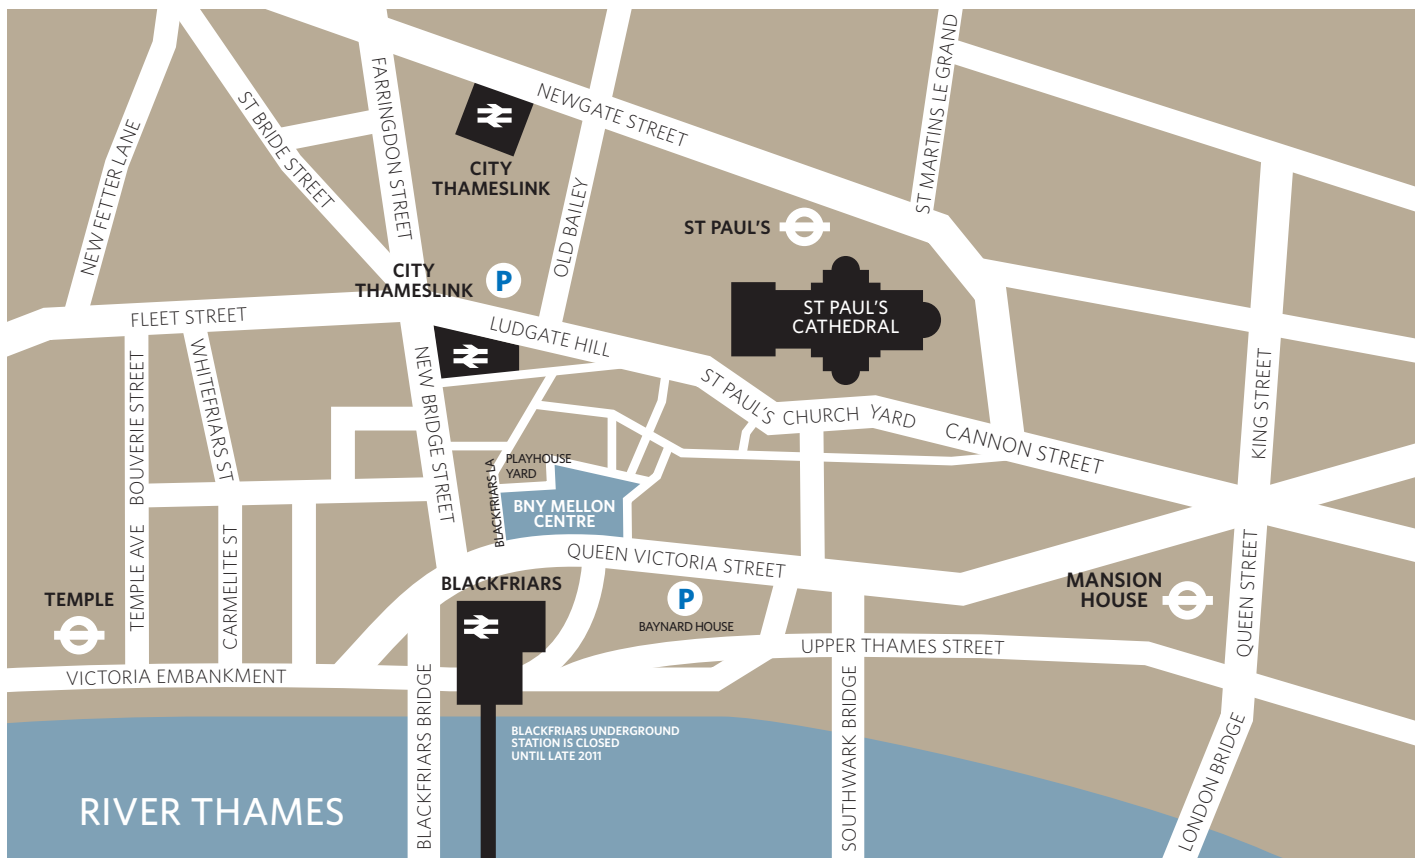 ST MARTINS LE GRAND
FARRINGDON STREET
NEWGATE STREET
ST BRIDE STREET
NEW FETTER LANE
CITY
THAMESLINK
OLD BAILEY
ST PAUL'S
CITY
THAMESLINK
P
ST PAUL'S
CATHEDRAL
FLEET STREET
LUDGATE HILL
WHITEFRIARS ST
BOUVERIE STREET
NEW BRIDGE STREET
ST PAUL'S CHURCH YARD
CANNON STREET
KING STREET
PLAYHOUSE
YARD
BLACKFRIARS LA
BNY MELLON
CENTRE
QUEEN VICTORIA STREET
TEMPLE AVE
CARMELITE ST
BLACKFRIARS
MANSION
HOUSE
QUEEN STREET
TEMPLE
P
BAYNARD HOUSE
UPPER THAMES STREET
VICTORIA EMBANKMENT
BLACKFRIARS BRIDGE
SOUTHWARK BRIDGE
LONDON BRIDGE
BLACKFRIARS UNDERGROUND
STATION IS CLOSED
UNTIL LATE 2011
RIVER THAMES